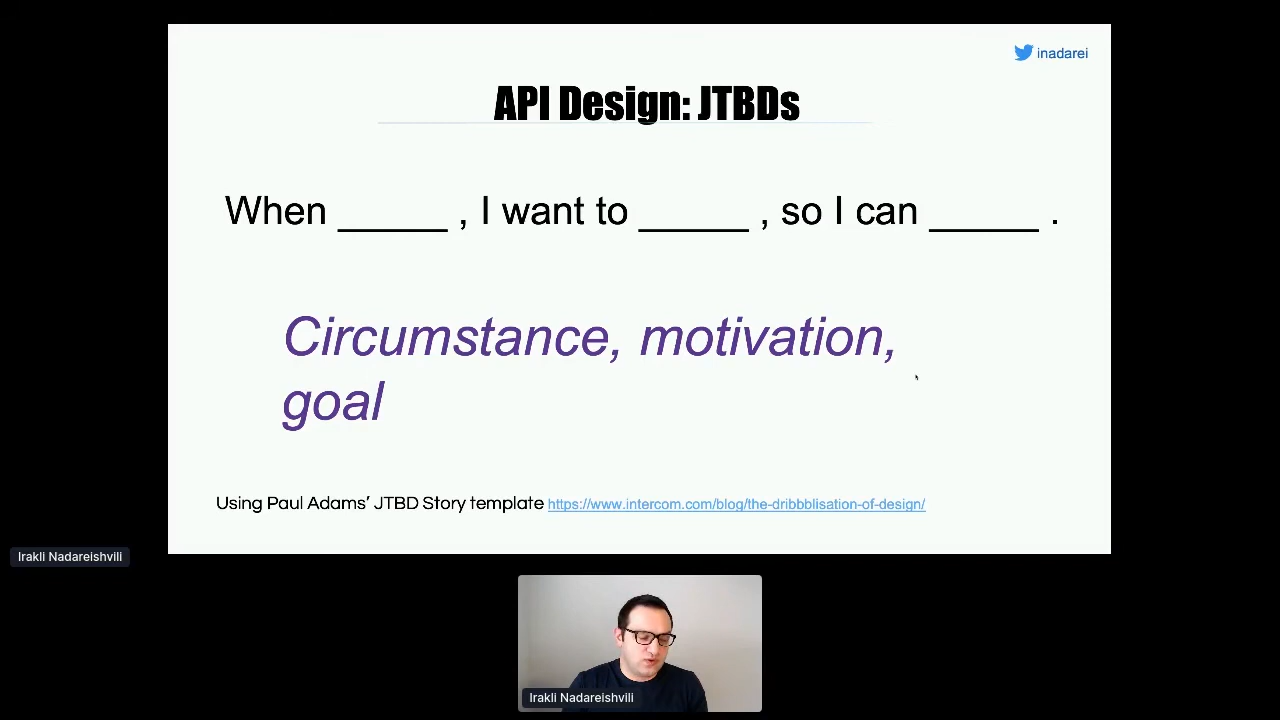 inadarei
API Design: JTBDs
When _____ , I want to _____ , so I can _____ .
Circumstance, motivation,
goal
Using Paul Adams’ JTBD Story template https://www.intercom.com/blog/the-dribbblisation-of-design/
Irakli Nadareishvili
Irakli Nadareishvili